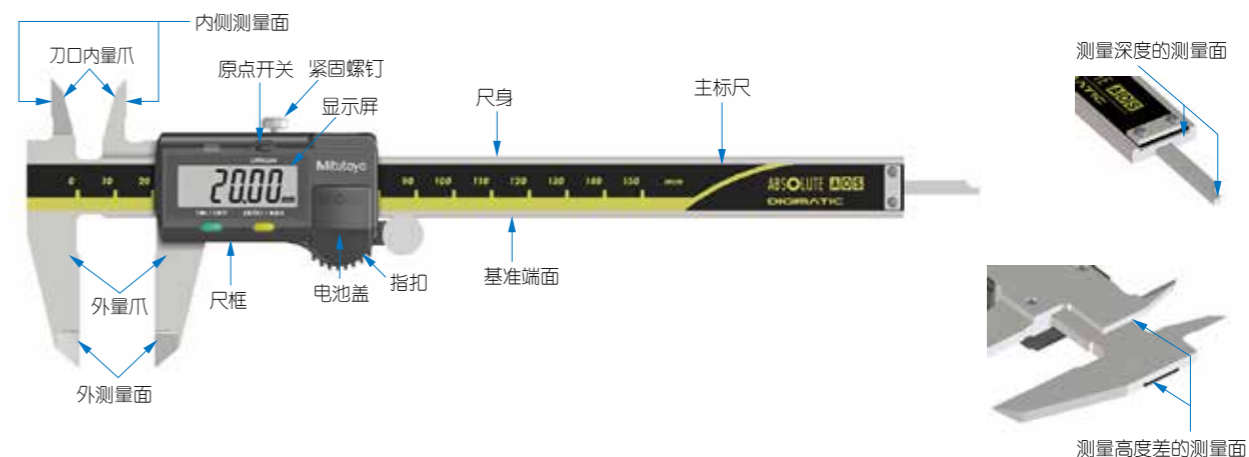 内侧测量面
刀口内量爪
原点开关
紧固螺钉
显示屏
尺身
主标尺
测量深度的测量面
ORIGIN
Mitutoyo
20.00 mm
0 10 20
90 100 110 120 130 140 150 mm
ABSOLUTE AOS
DIGIMATIC
外量爪
尺框
电池盖
指扣
基准端面
外测量面
测量高度差的测量面